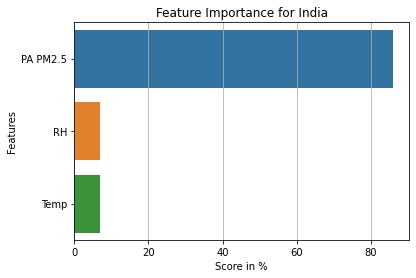 Feature Importance for India
PA PM2.5
RH
Temp
Features
0 20 40 60 80
Score in %